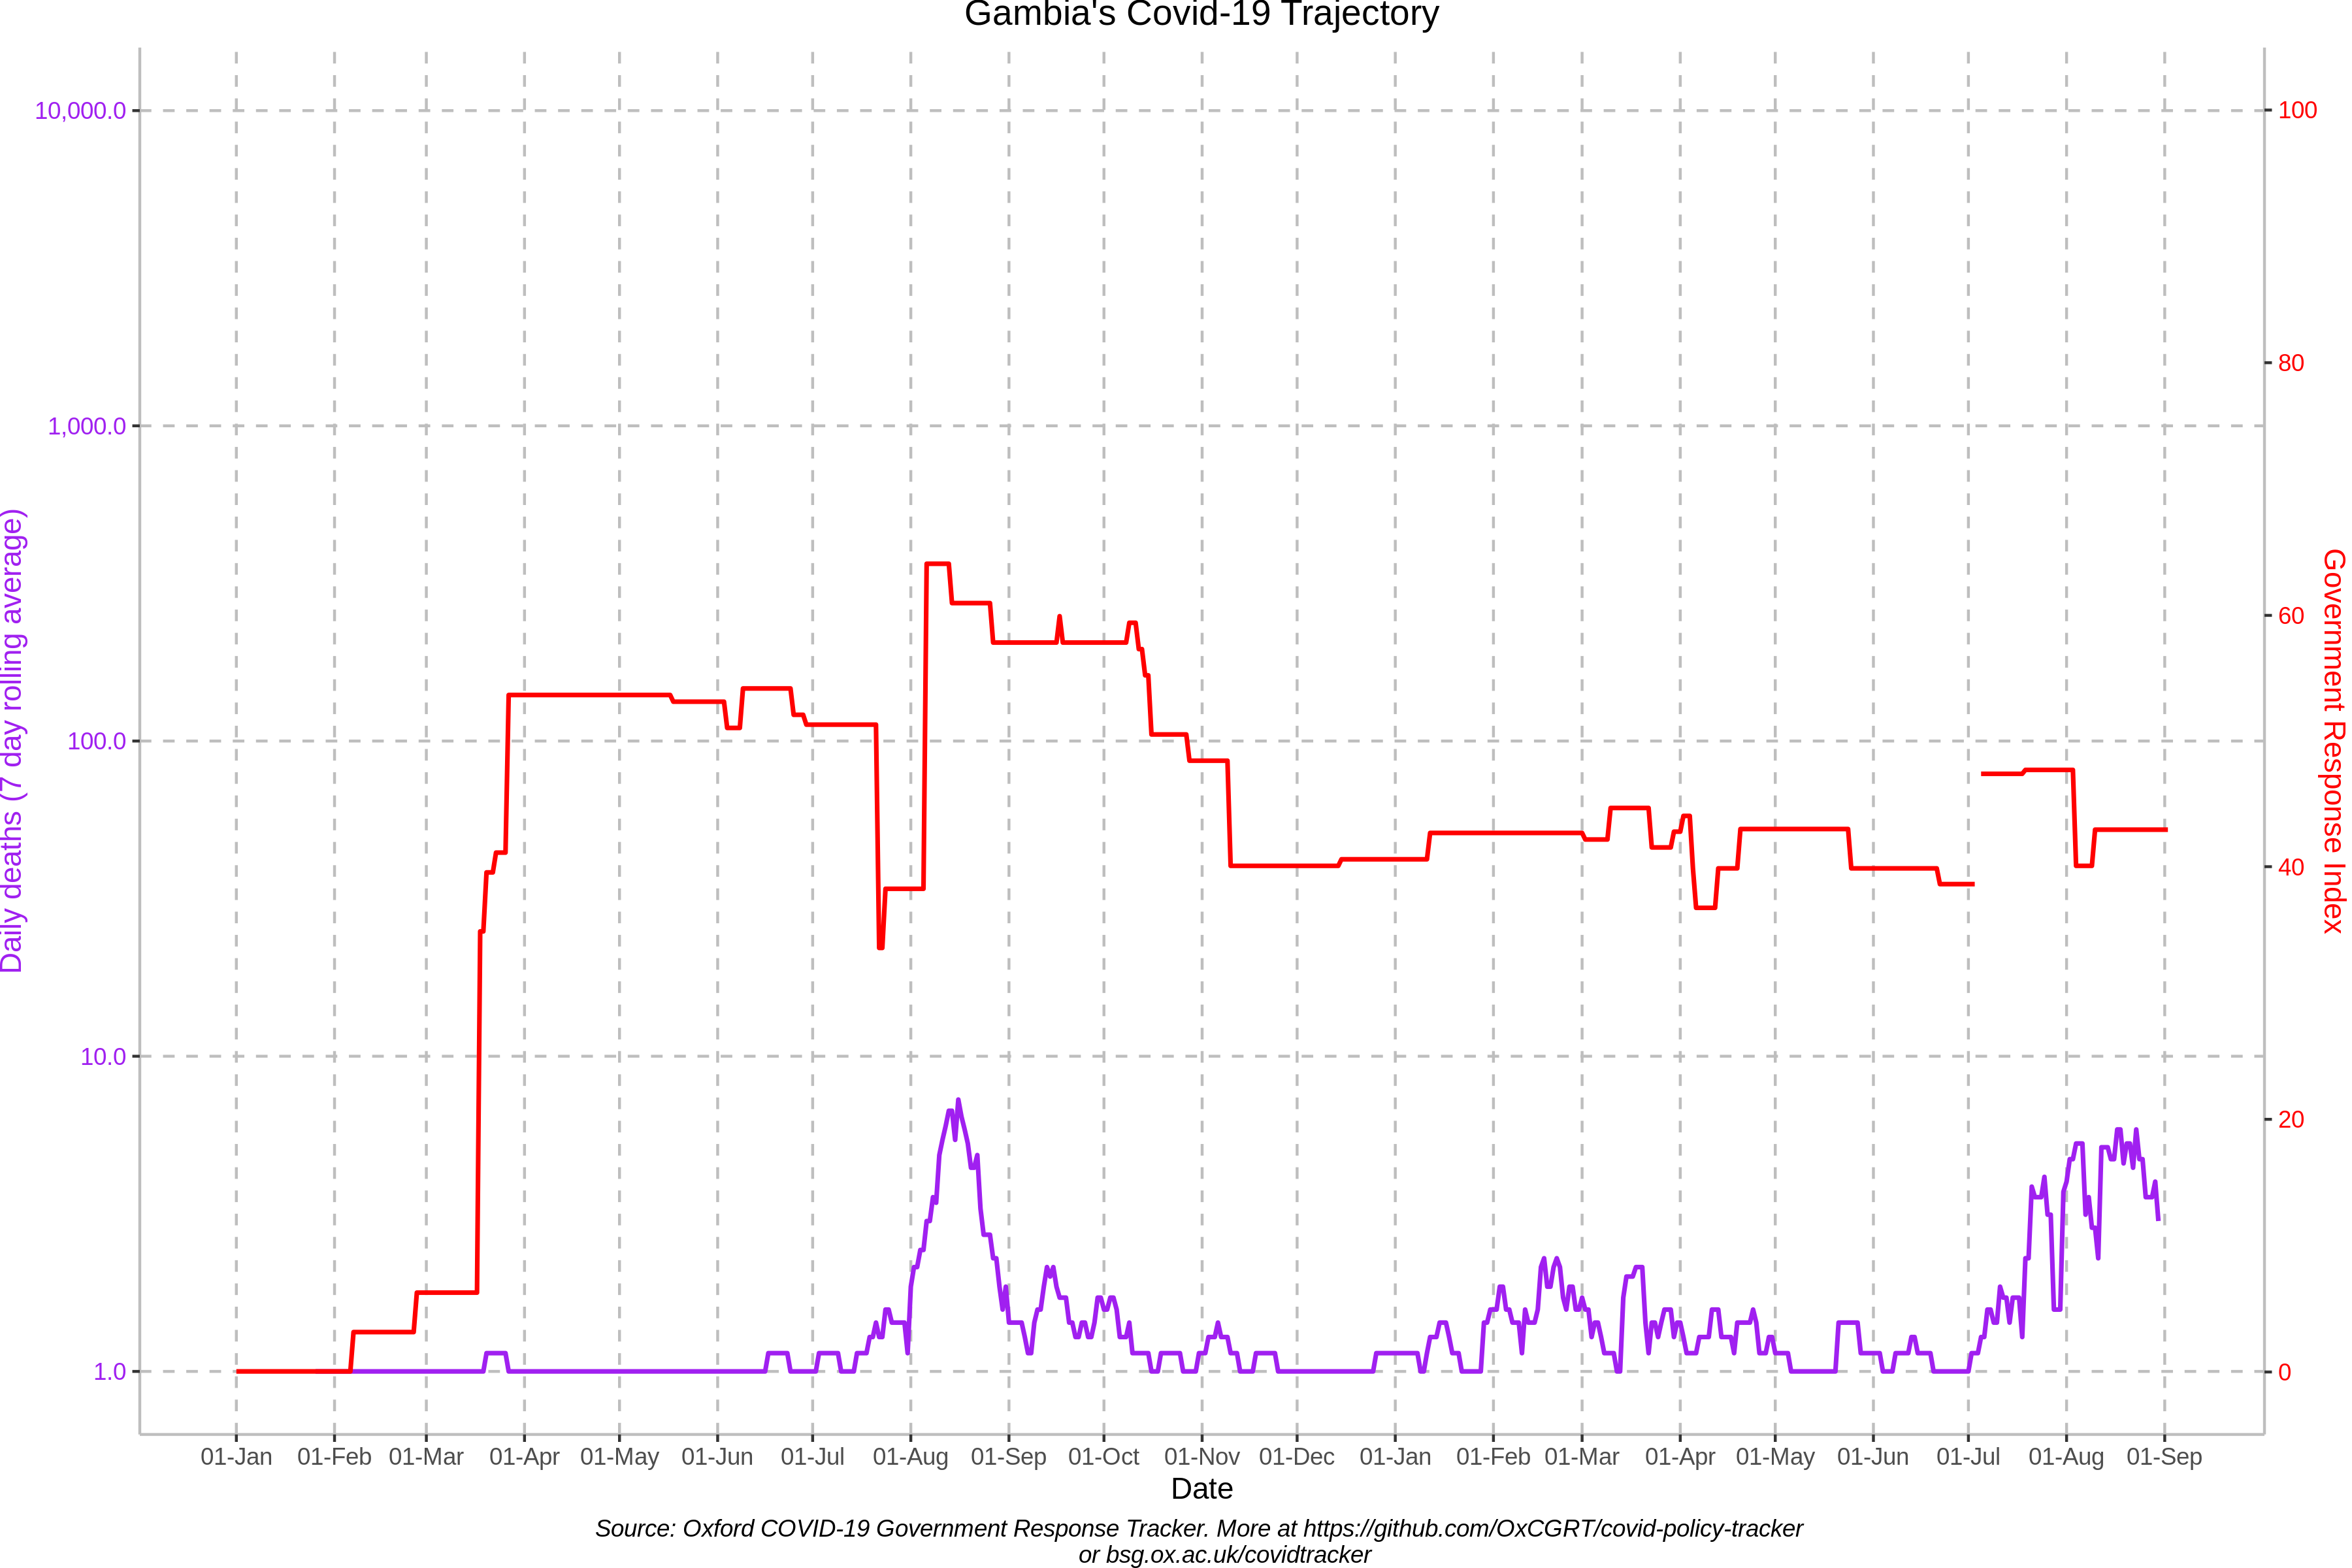 Gambia's Covid-19 Trajectory
10,000.0
1,000.0
100.0
10.0
1.0
Daily deaths (7 day rolling average)
100
80
60
40
20
0
Government Response Index
01-Jan 01-Feb 01-Mar 01-Apr 01-May 01-Jun 01-Jul 01-Aug 01-Sep 01-Oct 01-Nov 01-Dec 01-Jan 01-Feb 01-Mar 01-Apr 01-May 01-Jun 01-Jul 01-Aug 01-Sep
Date
Source: Oxford COVID-19 Government Response Tracker. More at https://github.com/OxCGRT/covid-policy-tracker
or bsg.ox.ac.uk/covidtracker